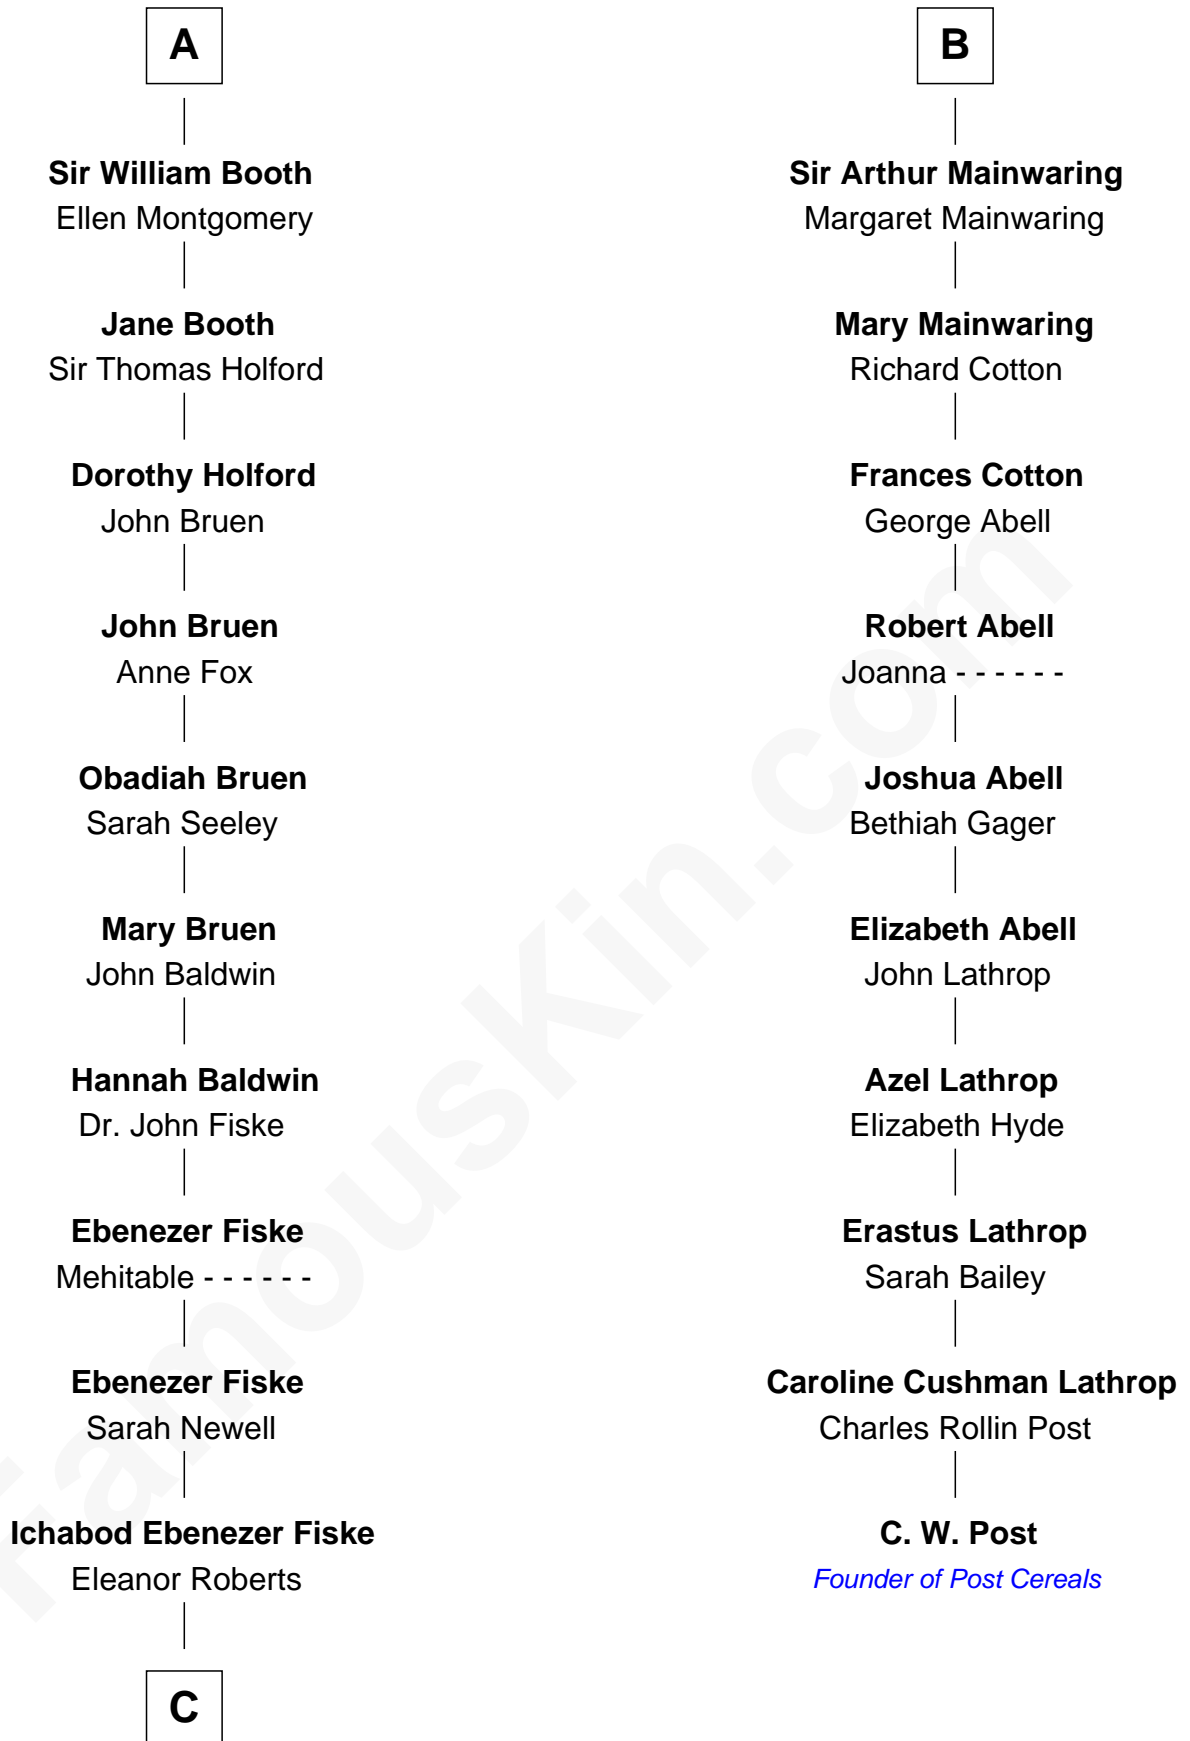 A
Sir William Booth
Ellen Montgomery
Jane Booth
Sir Thomas Holford
Dorothy Holford
John Bruen
John Bruen
Anne Fox
Obadiah Bruen
Sarah Seeley
Mary Bruen
John Baldwin
Hannah Baldwin
Dr. John Fiske
Ebenezer Fiske
Mehitable - - - - - -
Ebenezer Fiske
Sarah Newell
Ichabod Ebenezer Fiske
Eleanor Roberts
C
B
Sir Arthur Mainwaring
Margaret Mainwaring
Mary Mainwaring
Richard Cotton
Frances Cotton
George Abell
Robert Abell
Joanna - - - - - -
Joshua Abell
Bethiah Gager
Elizabeth Abell
John Lathrop
Azel Lathrop
Elizabeth Hyde
Erastus Lathrop
Sarah Bailey
Caroline Cushman Lathrop
Charles Rollin Post
C. W. Post
Founder of Post Cereals
FamousKin.com